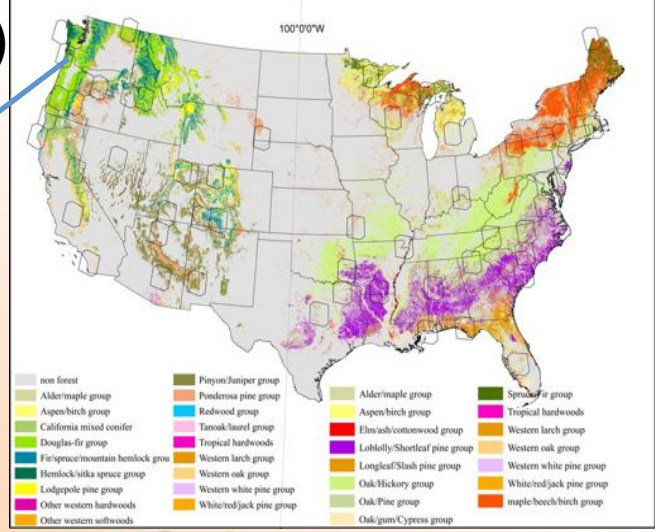 100°0'0"W
non forest
Alder/maple group
Aspen/birch group
California mixed conifer
Douglas-fir group
Fir/spruce/mountain hemlock grou
Hemlock/sitka spruce group
Lodgepole pine group
Other western hardwoods
Other western softwoods
Pinyon/Juniper group
Ponderosa pine group
Redwood group
Tanoak/laurel group
Tropical hardwoods
Western larch group
Western oak group
Western white pine group
White/red/jack pine group
Alder/maple group
Aspen/birch group
Elm/ash/cottonwood group
Loblolly/Shortleaf pine group
Longleaf/Slash pine group
Oak/Hickory group
Oak/Pine group
Oak/gum/Cypress group
Spruce/Fir group
Tropical hardwoods
Western larch group
Western oak group
Western white pine group
White/red/jack pine group
maple/beech/birch group